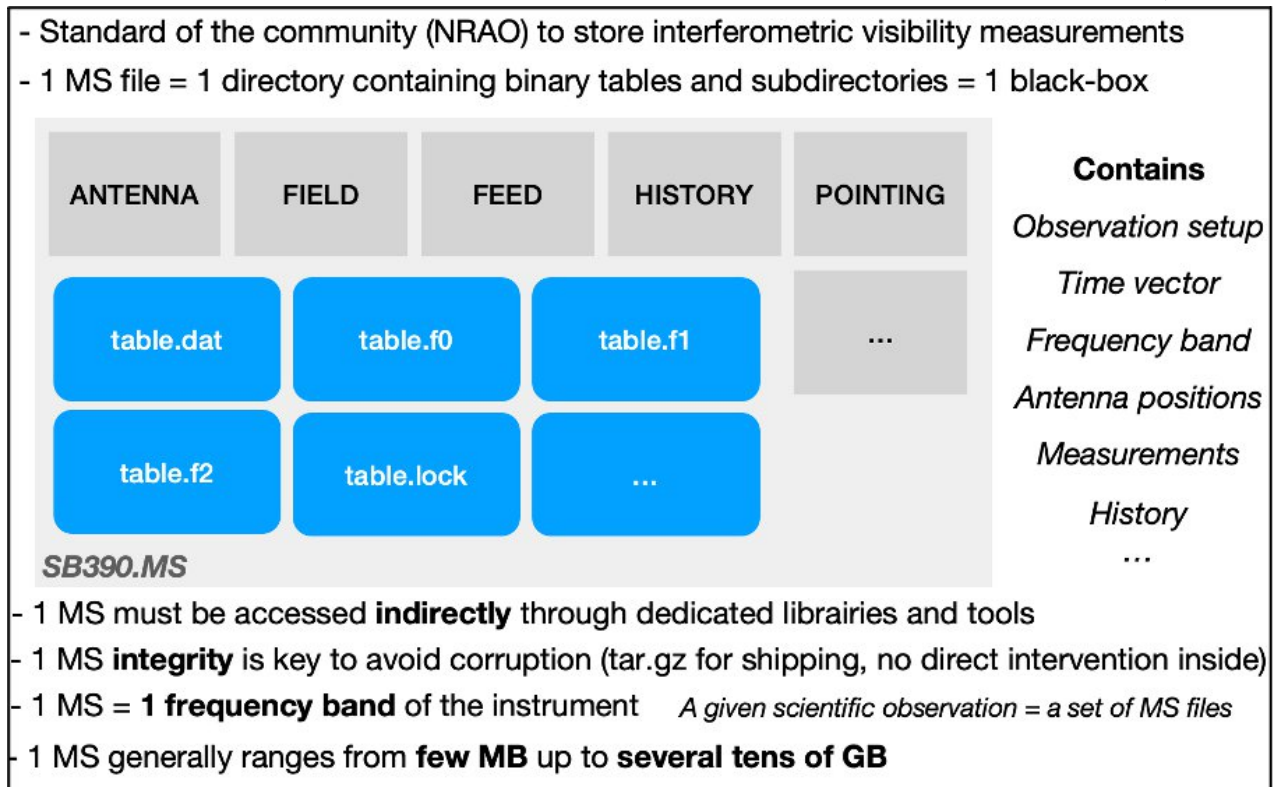 - Standard of the community (NRAO) to store interferometric visibility measurements
- 1 MS file = 1 directory containing binary tables and subdirectories = 1 black-box
ANTENNA FIELD FEED HISTORY POINTING
table.dat table.f0 table.f1 ...
table.f2 table.lock ...
SB390.MS
Contains
Observation setup
Time vector
Frequency band
Antenna positions
Measurements
History
...
- 1 MS must be accessed indirectly through dedicated librairies and tools
- 1 MS integrity is key to avoid corruption (tar.gz for shipping, no direct intervention inside)
- 1 MS = 1 frequency band of the instrument A given scientific observation = a set of MS files
- 1 MS generally ranges from few MB up to several tens of GB